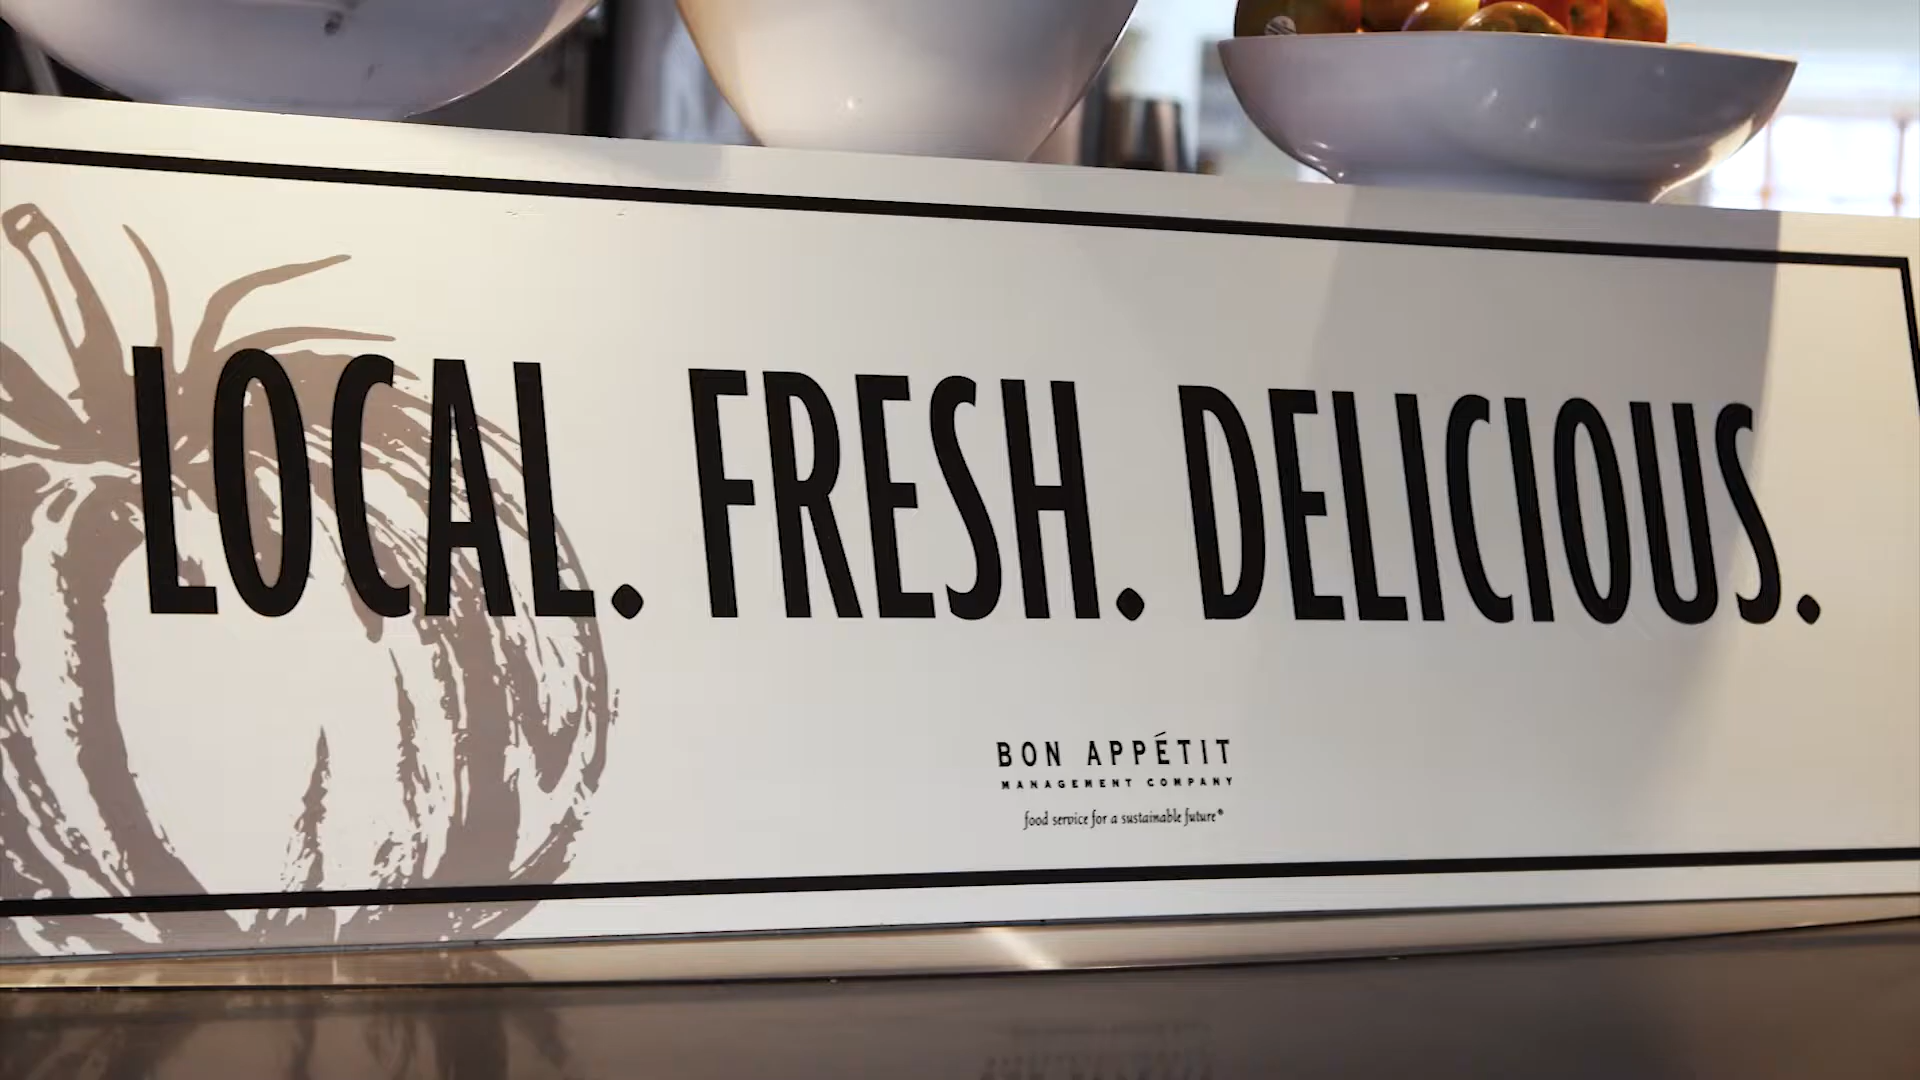 LOCAL. FRESH. DELICIOUS.
BON APPÉTIT
MANAGEMENT COMPANY
food service for a sustainable future®